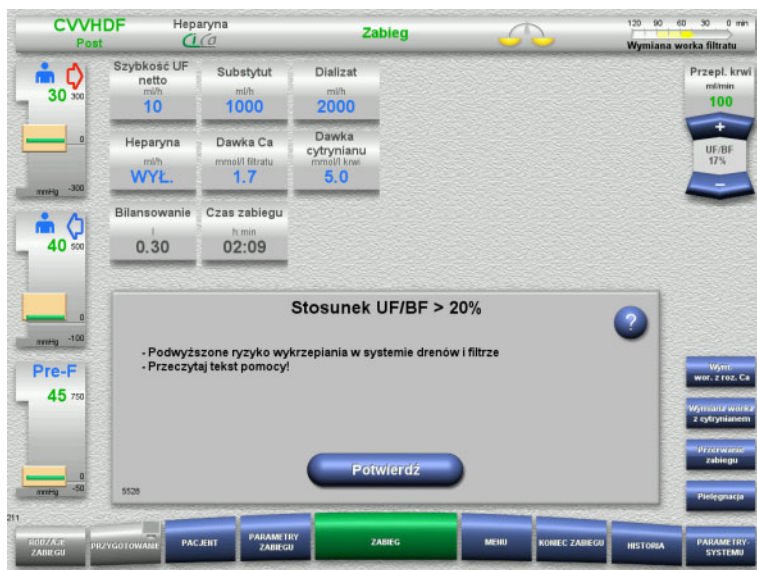 CVVHDF
Post
Heparyna
Ci Ca
Zabieg
120 90 60 30 0 min
Wymiana worka filtratu
30
300
0
mmHg -300
40
500
0
mmHg -100
Pre-F
45
750
0
mmHg -50
Szybkość UF
netto
ml/h
10
Substytut
ml/h
1000
Dializat
ml/h
2000
Heparyna
ml/h
WYŁ.
Dawka Ca
mmol/l filtratu
1.7
Dawka
cytrynianu
mmol/l krwi
5.0
Bilansowanie
l
0.30
Czas zabiegu
h:min
02:09
Przepł. krwi
ml/min
100
+
UF/BF
17%
−
Stosunek UF/BF > 20%
?
- Podwyższone ryzyko wykrzepiania w systemie drenów i filtrze
- Przeczytaj tekst pomocy!
Potwierdź
5528
Wym.
wor. z roz. Ca
Wymiana worka
z cytrynianem
Przerwanie
zabiegu
Pielęgnacja
211
RODZAJE
ZABIEGU
PRZYGOTOWANIE
PACJENT
PARAMETRY
ZABIEGU
ZABIEG
MENU
KONIEC ZABIEGU
HISTORIA
PARAMETRY-
SYSTEMU